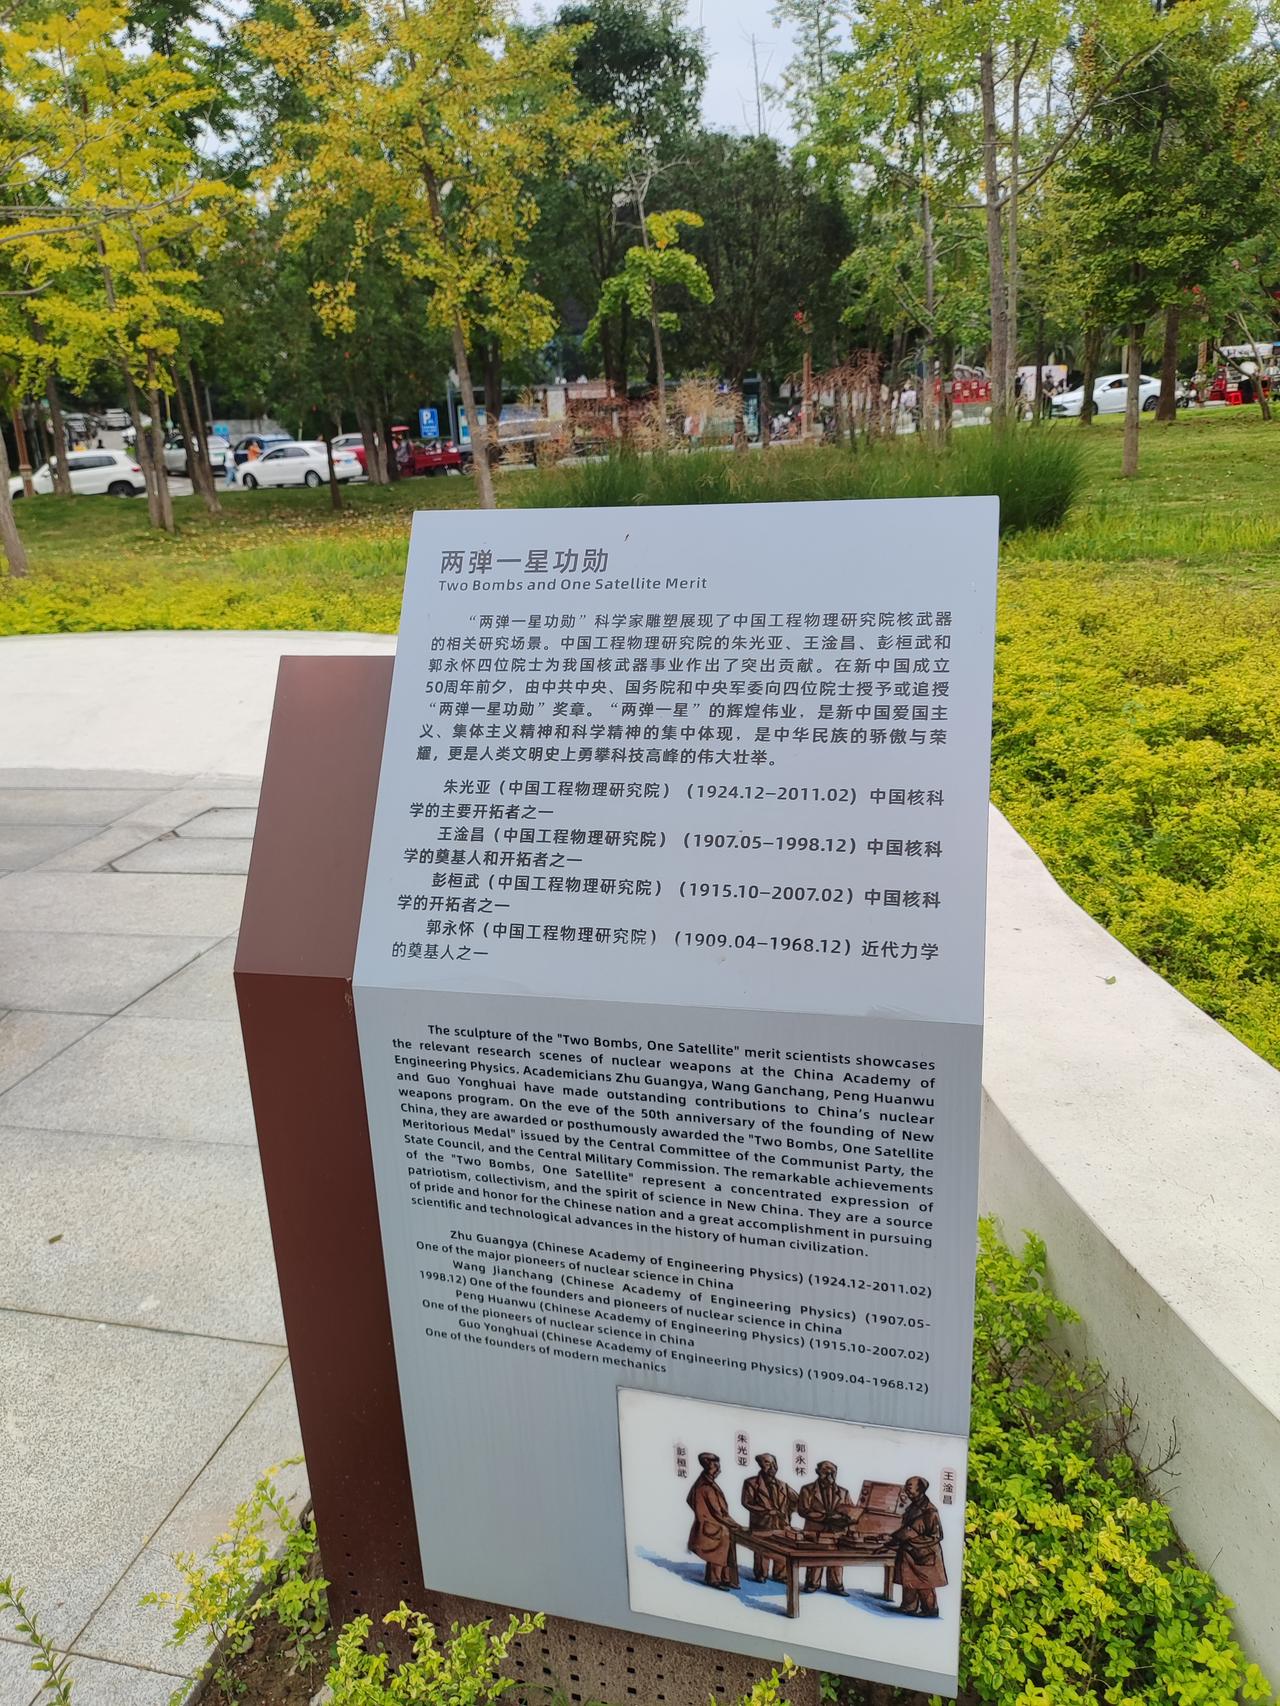 两弹一星功勋
Two Bombs and One Satellite Merit
“两弹一星功勋”科学家雕塑展现了中国工程物理研究院核武器
的相关研究场景。中国工程物理研究院的朱光亚、王淦昌、彭桓武和
郭永怀四位院士为我国核武器事业作出了突出贡献。在新中国成立
50周年前夕，由中共中央、国务院和中央军委向四位院士授予或追授
“两弹一星功勋”奖章。“两弹一星”的辉煌伟业，是新中国爱国主
义、集体主义精神和科学精神的集中体现，是中华民族的骄傲与荣
耀，更是人类文明史上勇攀科技高峰的伟大壮举。
朱光亚（中国工程物理研究院）（1924.12—2011.02）中国核科
学的主要开拓者之一
王淦昌（中国工程物理研究院）（1907.05—1998.12）中国核科
学的奠基人和开拓者之一
彭桓武（中国工程物理研究院）（1915.10—2007.02）中国核科
学的开拓者之一
郭永怀（中国工程物理研究院）（1909.04—1968.12）近代力学
的奠基人之一
The sculpture of the "Two Bombs, One Satellite" merit scientists showcases
the relevant research scenes of nuclear weapons at the China Academy of
Engineering Physics. Academicians Zhu Guangya, Wang Ganchang, Peng Huanwu
and Guo Yonghuai have made outstanding contributions to China's nuclear
weapons program. On the eve of the 50th anniversary of the founding of New
China, they are awarded or posthumously awarded the "Two Bombs, One Satellite
Meritorious Medal" issued by the Central Committee of the Communist Party, the
State Council, and the Central Military Commission. The remarkable achievements
of the "Two Bombs, One Satellite" represent a concentrated expression of
patriotism, collectivism, and the spirit of science in New China. They are a source
of pride and honor for the Chinese nation and a great accomplishment in pursuing
scientific and technological advances in the history of human civilization.
Zhu Guangya (Chinese Academy of Engineering Physics) (1924.12-2011.02)
One of the major pioneers of nuclear science in China
Wang Jianchang (Chinese Academy of Engineering Physics) (1907.05-
1998.12) One of the founders and pioneers of nuclear science in China
Peng Huanwu (Chinese Academy of Engineering Physics) (1915.10-2007.02)
One of the pioneers of nuclear science in China
Guo Yonghuai (Chinese Academy of Engineering Physics) (1909.04-1968.12)
One of the founders of modern mechanics
彭桓武
朱光亚
郭永怀
王淦昌
P